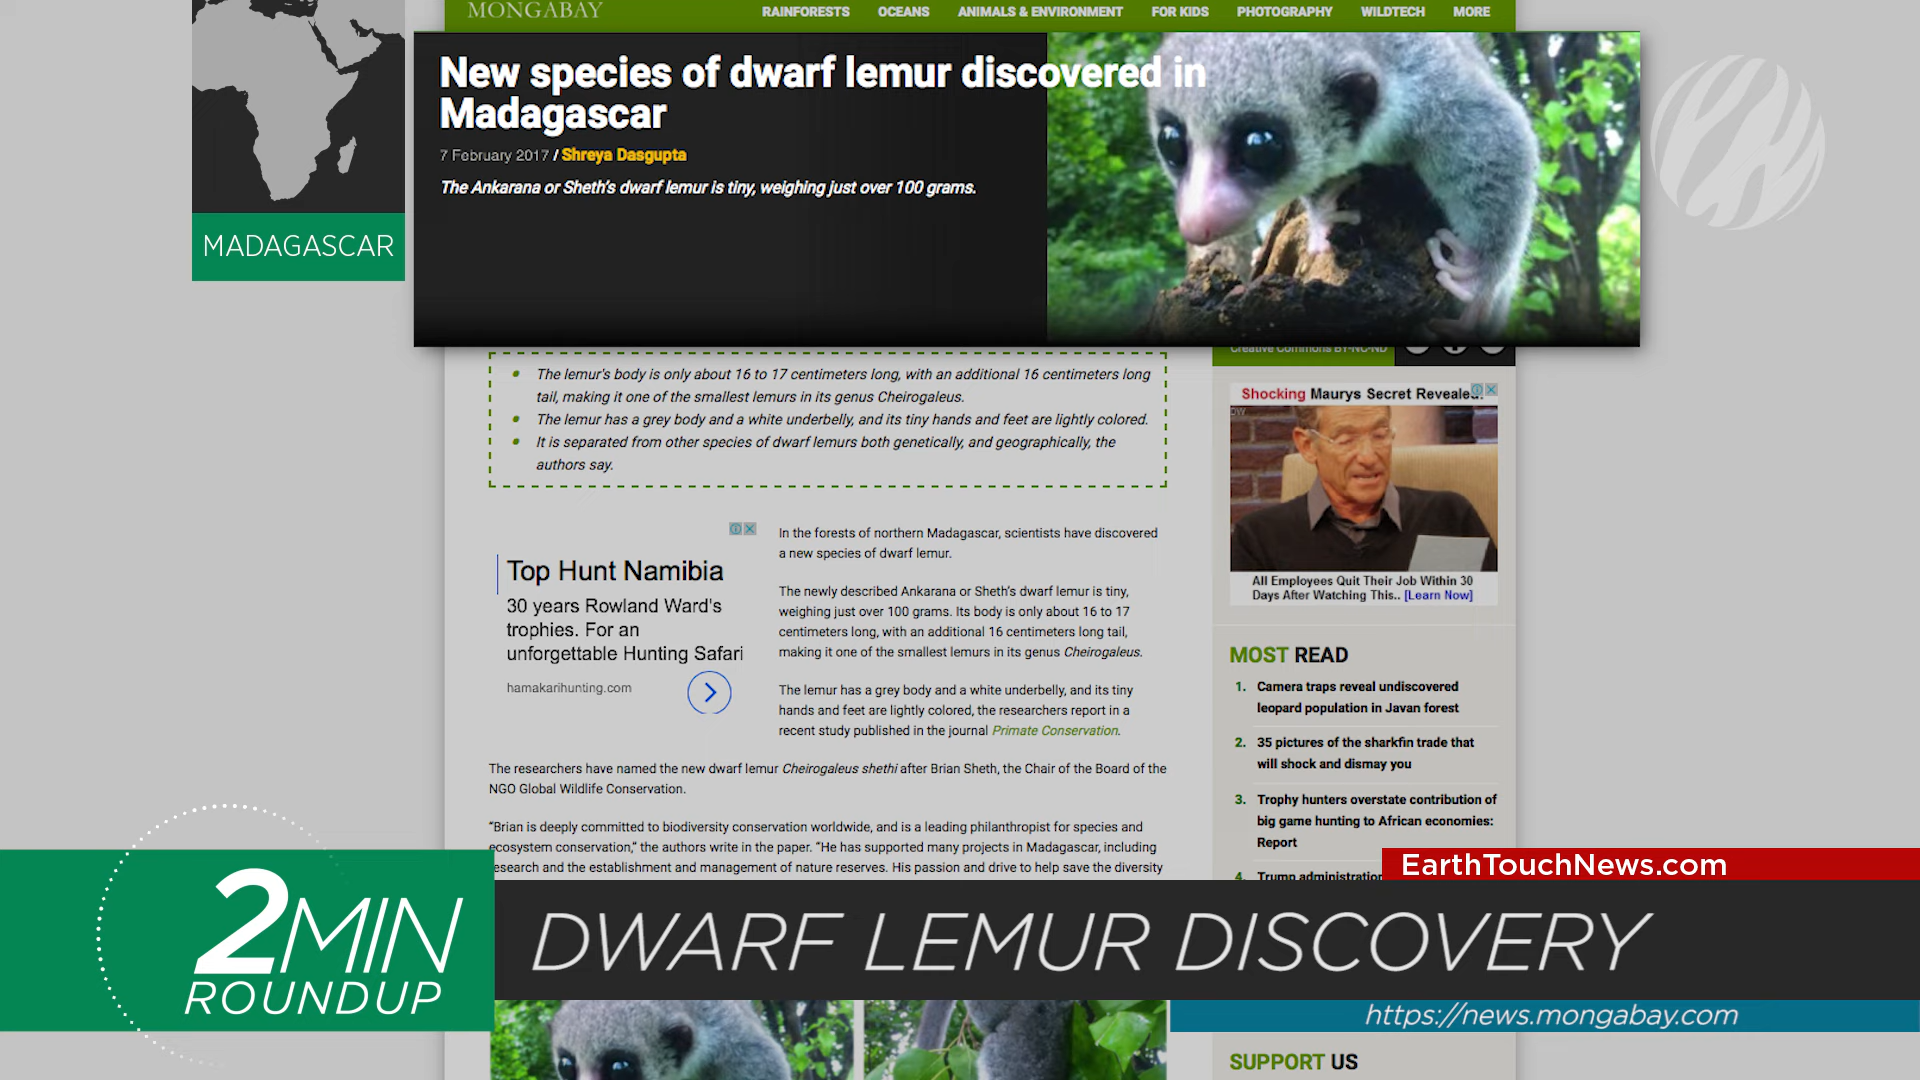 MONGABAY
RAINFORESTS OCEANS ANIMALS & ENVIRONMENT FOR KIDS PHOTOGRAPHY WILDTECH MORE
New species of dwarf lemur discovered in
Madagascar
7 February 2017 / Shreya Dasgupta
The Ankarana or Sheth's dwarf lemur is tiny, weighing just over 100 grams.
MADAGASCAR
Creative Commons BY-NC-ND
The lemur's body is only about 16 to 17 centimeters long, with an additional 16 centimeters long
tail, making it one of the smallest lemurs in its genus Cheirogaleus.
The lemur has a grey body and a white underbelly, and its tiny hands and feet are lightly colored.
It is separated from other species of dwarf lemurs both genetically, and geographically, the
authors say.
Shocking Maurys Secret Revealed.
All Employees Quit Their Job Within 30
Days After Watching This.. [Learn Now]
Top Hunt Namibia
30 years Rowland Ward's
trophies. For an
unforgettable Hunting Safari
hamakarihunting.com
In the forests of northern Madagascar, scientists have discovered
a new species of dwarf lemur.
The newly described Ankarana or Sheth's dwarf lemur is tiny,
weighing just over 100 grams. Its body is only about 16 to 17
centimeters long, with an additional 16 centimeters long tail,
making it one of the smallest lemurs in its genus Cheirogaleus.
The lemur has a grey body and a white underbelly, and its tiny
hands and feet are lightly colored, the researchers report in a
recent study published in the journal Primate Conservation.
The researchers have named the new dwarf lemur Cheirogaleus shethi after Brian Sheth, the Chair of the Board of the
NGO Global Wildlife Conservation.
"Brian is deeply committed to biodiversity conservation worldwide, and is a leading philanthropist for species and
ecosystem conservation," the authors write in the paper. "He has supported many projects in Madagascar, including
research and the establishment and management of nature reserves. His passion and drive to help save the diversity
MOST READ
1. Camera traps reveal undiscovered
leopard population in Javan forest
2. 35 pictures of the sharkfin trade that
will shock and dismay you
3. Trophy hunters overstate contribution of
big game hunting to African economies:
Report
4. Trump administration
EarthTouchNews.com
2MIN
ROUNDUP
DWARF LEMUR DISCOVERY
https://news.mongabay.com
SUPPORT US